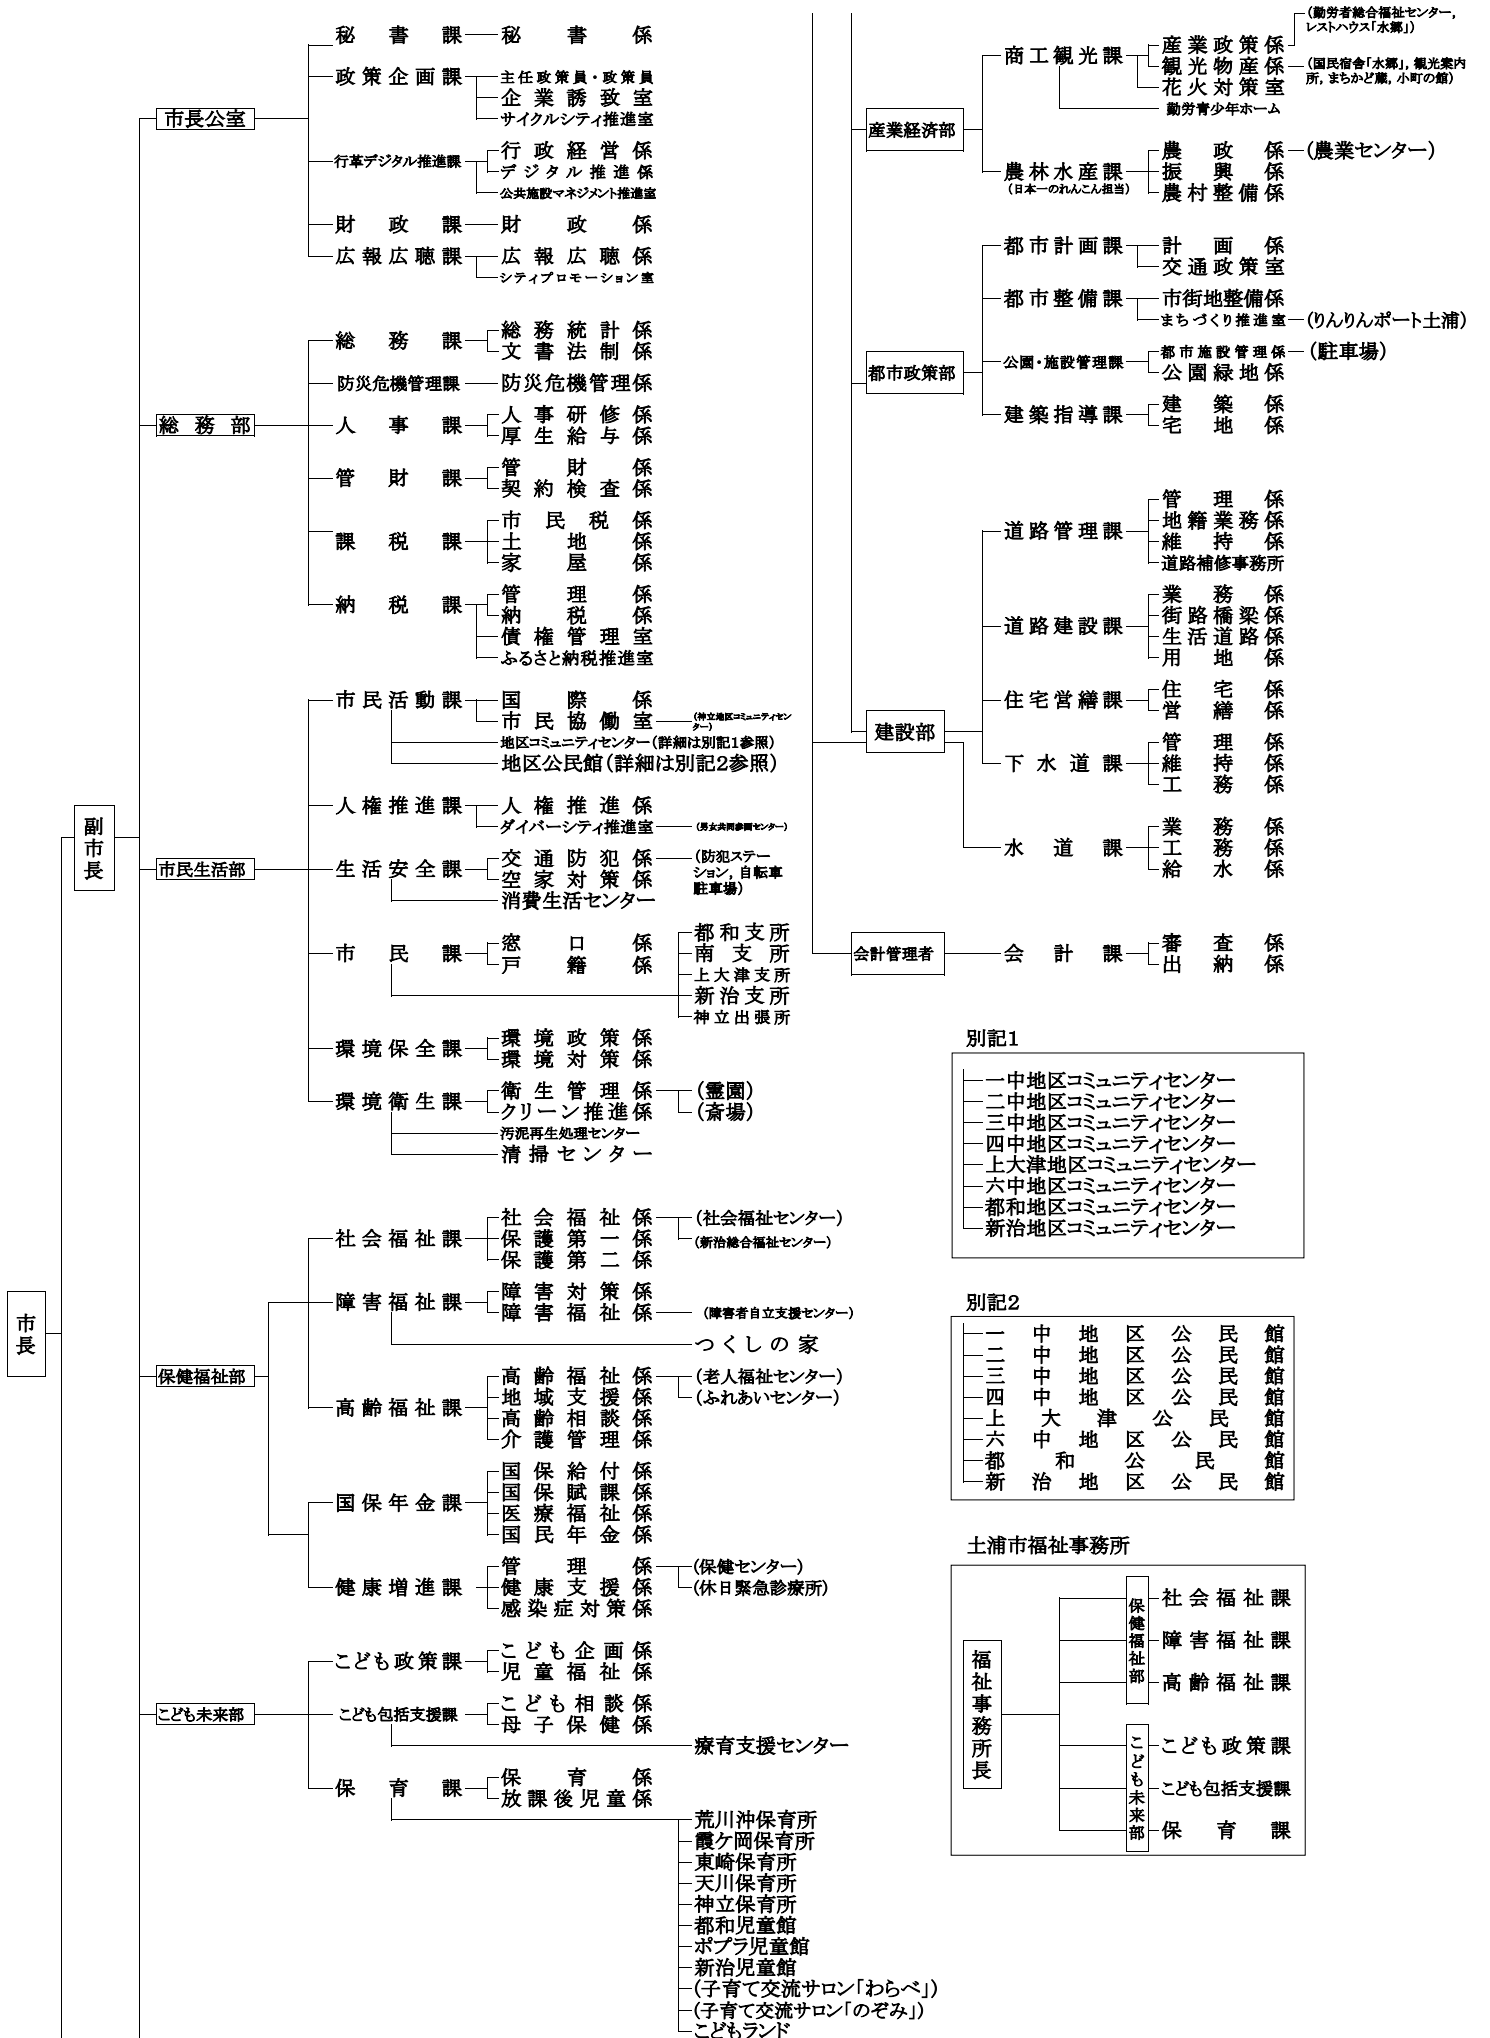 市長
副市長
市長公室
秘書課
秘書係
政策企画課
主任政策員・政策員
企業誘致室
サイクルシティ推進室
行革デジタル推進課
行政経営係
デジタル推進係
公共施設マネジメント推進室
財政課
財政係
広報広聴課
広報広聴係
シティプロモーション室
総務部
総務課
総務統計係
文書法制係
防災危機管理課
防災危機管理係
人事課
人事研修係
厚生給与係
管財課
管財係
契約検査係
課税課
市民税係
土地係
家屋係
納税課
管理係
納税係
債権管理室
ふるさと納税推進室
市民生活部
市民活動課
国際係
市民協働室
(神立地区コミュニティセン
ター)
地区コミュニティセンター(詳細は別記1参照)
地区公民館(詳細は別記2参照)
人権推進課
人権推進係
ダイバーシティ推進室
(男女共同参画センター)
生活安全課
交通防犯係
(防犯ステー
ション, 自転車
駐車場)
空家対策係
消費生活センター
市民課
窓口係
戸籍係
都和支所
南支所
上大津支所
新治支所
神立出張所
環境保全課
環境政策係
環境対策係
環境衛生課
衛生管理係
(霊園)
クリーン推進係
(斎場)
汚泥再生処理センター
清掃センター
保健福祉部
社会福祉課
社会福祉係
(社会福祉センター)
保護第一係
(新治総合福祉センター)
保護第二係
障害福祉課
障害対策係
障害福祉係
(障害者自立支援センター)
つくしの家
高齢福祉課
高齢福祉係
(老人福祉センター)
地域支援係
(ふれあいセンター)
高齢相談係
介護管理係
国保年金課
国保給付係
国保賦課係
医療福祉係
国民年金係
健康増進課
管理係
(保健センター)
健康支援係
(休日緊急診療所)
感染症対策係
こども未来部
こども政策課
こども企画係
児童福祉係
こども包括支援課
こども相談係
母子保健係
療育支援センター
保育課
保育係
放課後児童係
荒川沖保育所
霞ケ岡保育所
東崎保育所
天川保育所
神立保育所
都和児童館
ポプラ児童館
新治児童館
(子育て交流サロン「わらべ」)
(子育て交流サロン「のぞみ」)
こどもランド
産業経済部
商工観光課
産業政策係
(勤労者総合福祉センター,
レストハウス「水郷」)
観光物産係
(国民宿舎「水郷」, 観光案内
所, まちかど蔵, 小町の館)
花火対策室
勤労青少年ホーム
農林水産課
(日本一のれんこん担当)
農政係
(農業センター)
振興係
農村整備係
都市政策部
都市計画課
計画係
交通政策室
都市整備課
市街地整備係
まちづくり推進室
(りんりんポート土浦)
公園・施設管理課
都市施設管理係
(駐車場)
公園緑地係
建築指導課
建築係
宅地係
建設部
道路管理課
管理係
地籍業務係
維持係
道路補修事務所
道路建設課
業務係
街路橋梁係
生活道路係
用地係
住宅営繕課
住宅係
営繕係
下水道課
管理係
維持係
工務係
水道課
業務係
工務係
給水係
会計管理者
会計課
審査係
出納係
別記1
一中地区コミュニティセンター
二中地区コミュニティセンター
三中地区コミュニティセンター
四中地区コミュニティセンター
上大津地区コミュニティセンター
六中地区コミュニティセンター
都和地区コミュニティセンター
新治地区コミュニティセンター
別記2
一中地区公民館
二中地区公民館
三中地区公民館
四中地区公民館
上大津公民館
六中地区公民館
都和公民館
新治地区公民館
土浦市福祉事務所
福祉事務所長
保健福祉部
社会福祉課
障害福祉課
高齢福祉課
こども未来部
こども政策課
こども包括支援課
保育課